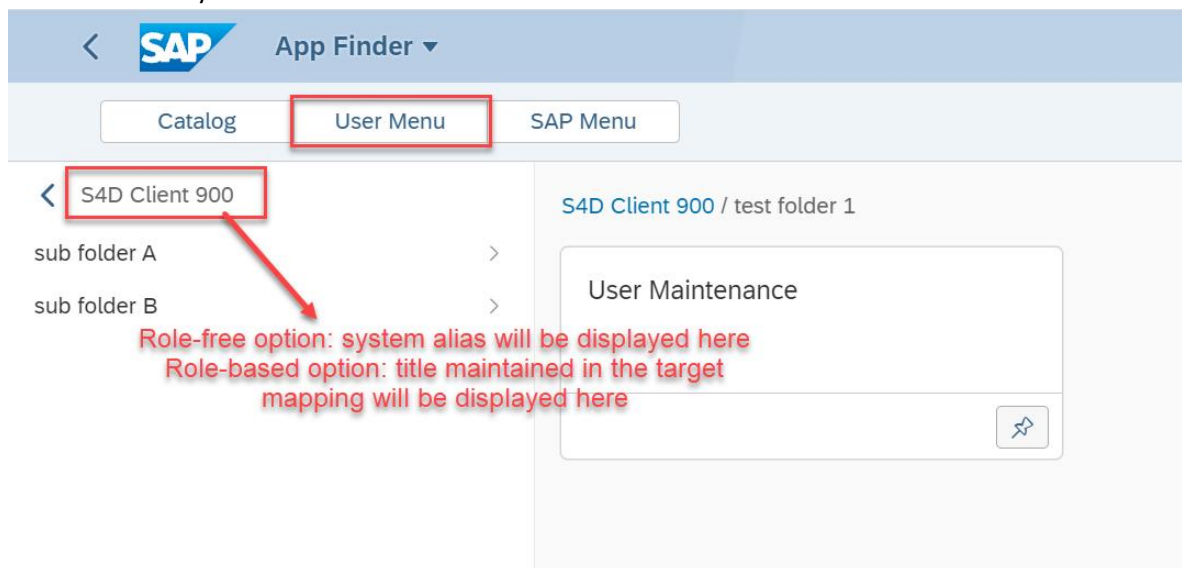 SAP App Finder
Catalog User Menu SAP Menu
S4D Client 900
sub folder A
sub folder B
S4D Client 900 / test folder 1
User Maintenance
Role-free option: system alias will be displayed here
Role-based option: title maintained in the target
mapping will be displayed here